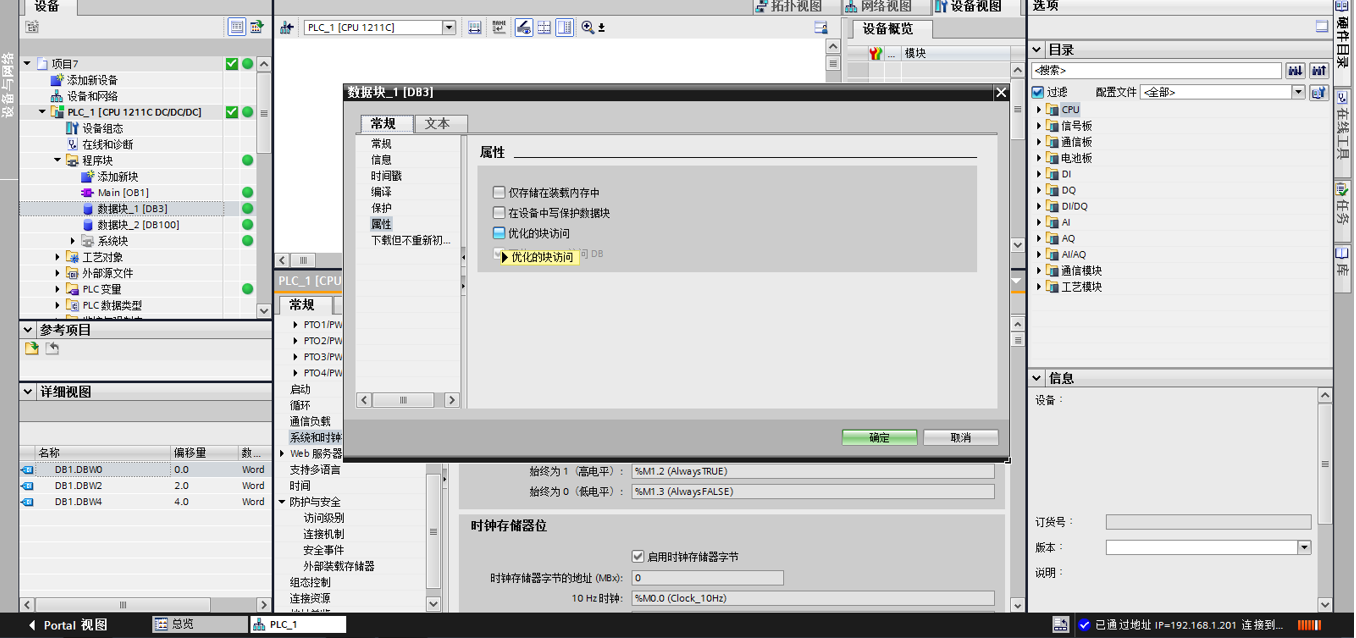 设备
项目7
添加新设备
设备和网络
PLC_1 [CPU 1211C DC/DC/DC]
设备组态
在线和诊断
程序块
添加新块
Main [OB1]
数据块_1 [DB3]
数据块_2 [DB100]
系统块
工艺对象
外部源文件
PLC 变量
PLC 数据类型
参考项目
详细视图
名称 偏移量 数...
DB1.DBW0 0.0 Word
DB1.DBW2 2.0 Word
DB1.DBW4 4.0 Word
设备与网络
拓扑视图 网络视图 设备视图
PLC_1 [CPU 1211C]
设备概览
... 模块
数据块_1 [DB3]
常规 文本
常规
信息
时间戳
编译
保护
属性
下载但不重新初...
属性
仅存储在装载内存中
在设备中写保护数据块
优化的块访问
优化的块访问
问 DB
确定 取消
PLC_1 [CPU
常规
PTO1/PW
PTO2/PW
PTO3/PW
PTO4/PW
启动
循环
通信负载
系统和时钟
Web 服务器
支持多语言
时间
防护与安全
访问级别
连接机制
安全事件
外部装载存储器
组态控制
连接资源
始终为 1（高电平）: %M1.2 (AlwaysTRUE)
始终为 0（低电平）: %M1.3 (AlwaysFALSE)
时钟存储器位
启用时钟存储器字节
时钟存储器字节的地址 (MBx): 0
10 Hz 时钟: %M0.0 (Clock_10Hz)
选项
目录
<搜索>
过滤 配置文件 <全部>
CPU
信号板
通信板
电池板
DI
DQ
DI/DQ
AI
AQ
AI/AQ
通信模块
工艺模块
信息
设备:
订货号:
版本:
说明:
硬件目录
在线工具
任务
库
Portal 视图 总览 PLC_1
已通过地址 IP=192.168.1.201 连接到...